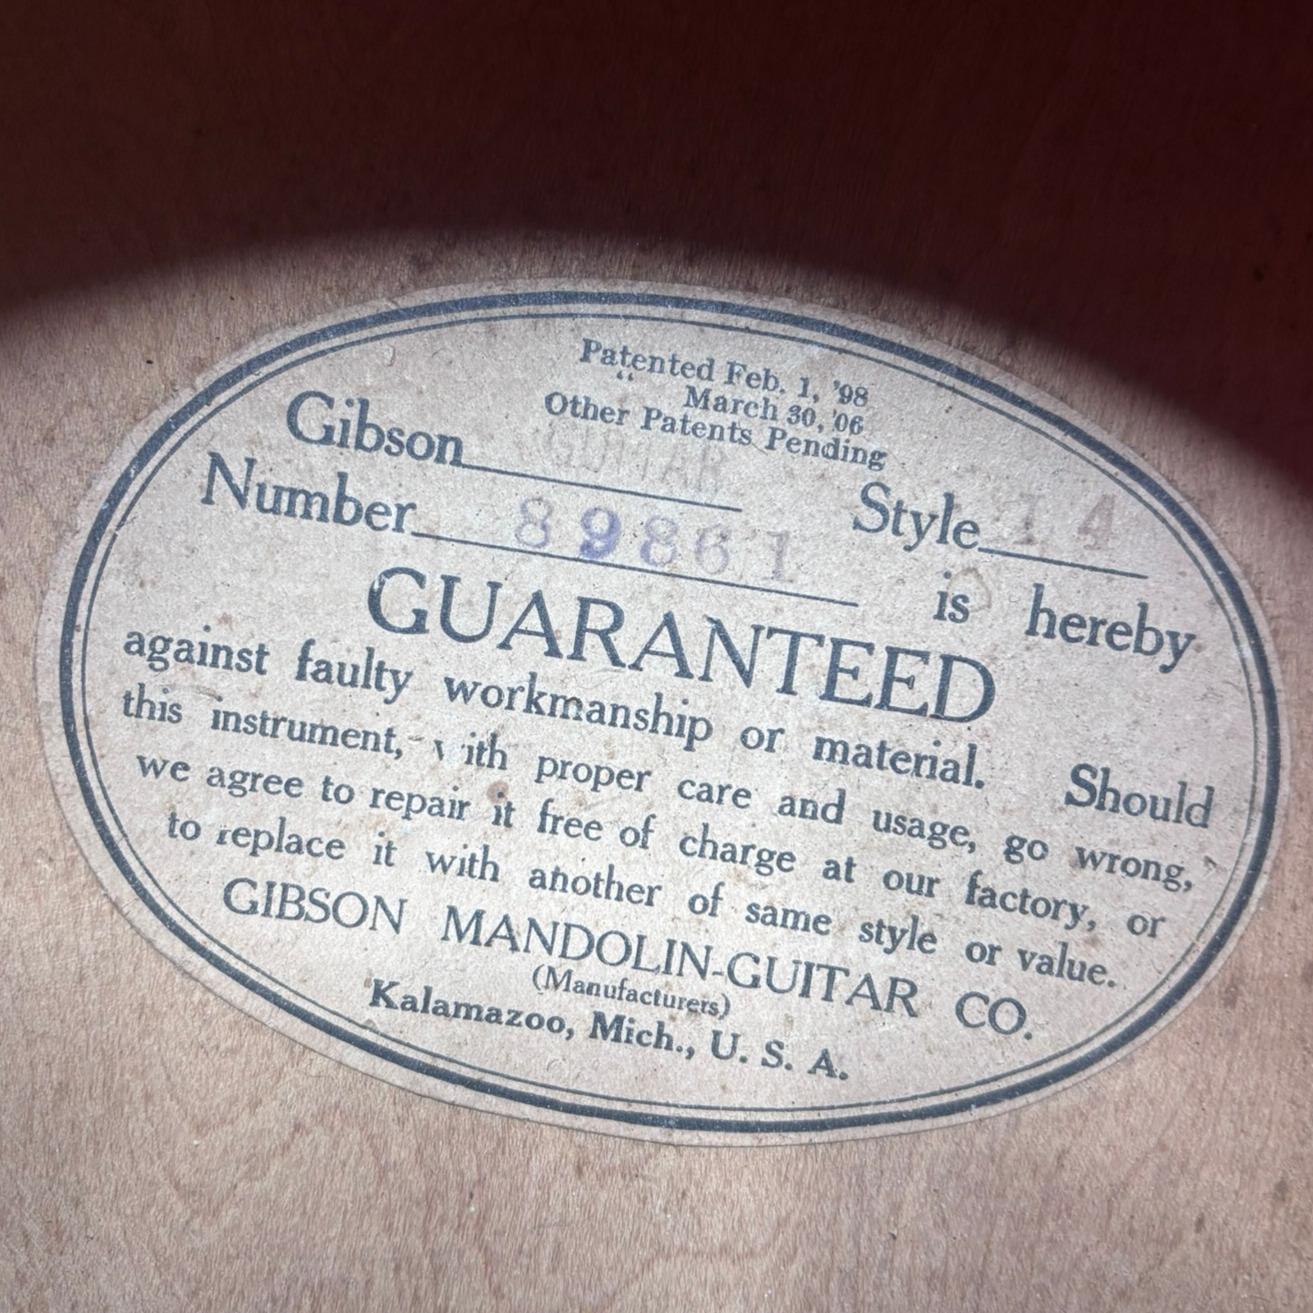 Patented Feb. 1, '98
“ March 30, '06
Other Patents Pending
Gibson GUITAR Style L 4
Number 89861 is hereby
GUARANTEED
against faulty workmanship or material. Should
this instrument, with proper care and usage, go wrong,
we agree to repair it free of charge at our factory, or
to replace it with another of same style or value.
GIBSON MANDOLIN-GUITAR CO.
(Manufacturers)
Kalamazoo, Mich., U. S. A.